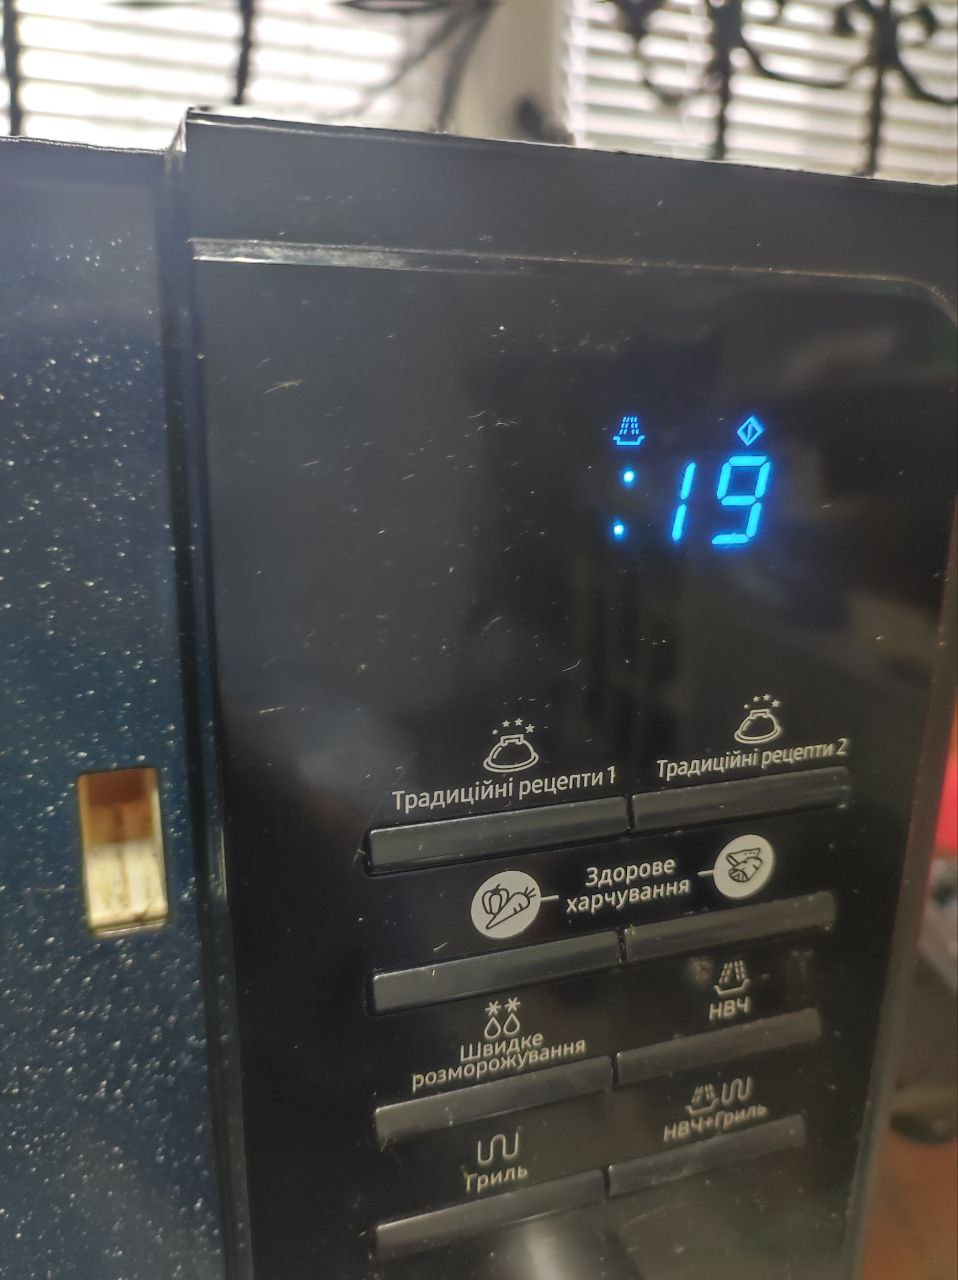 :19
Традиційні рецепти 1
Традиційні рецепти 2
Здорове
харчування
Швидке
розморожування
НВЧ
Гриль
НВЧ+Гриль